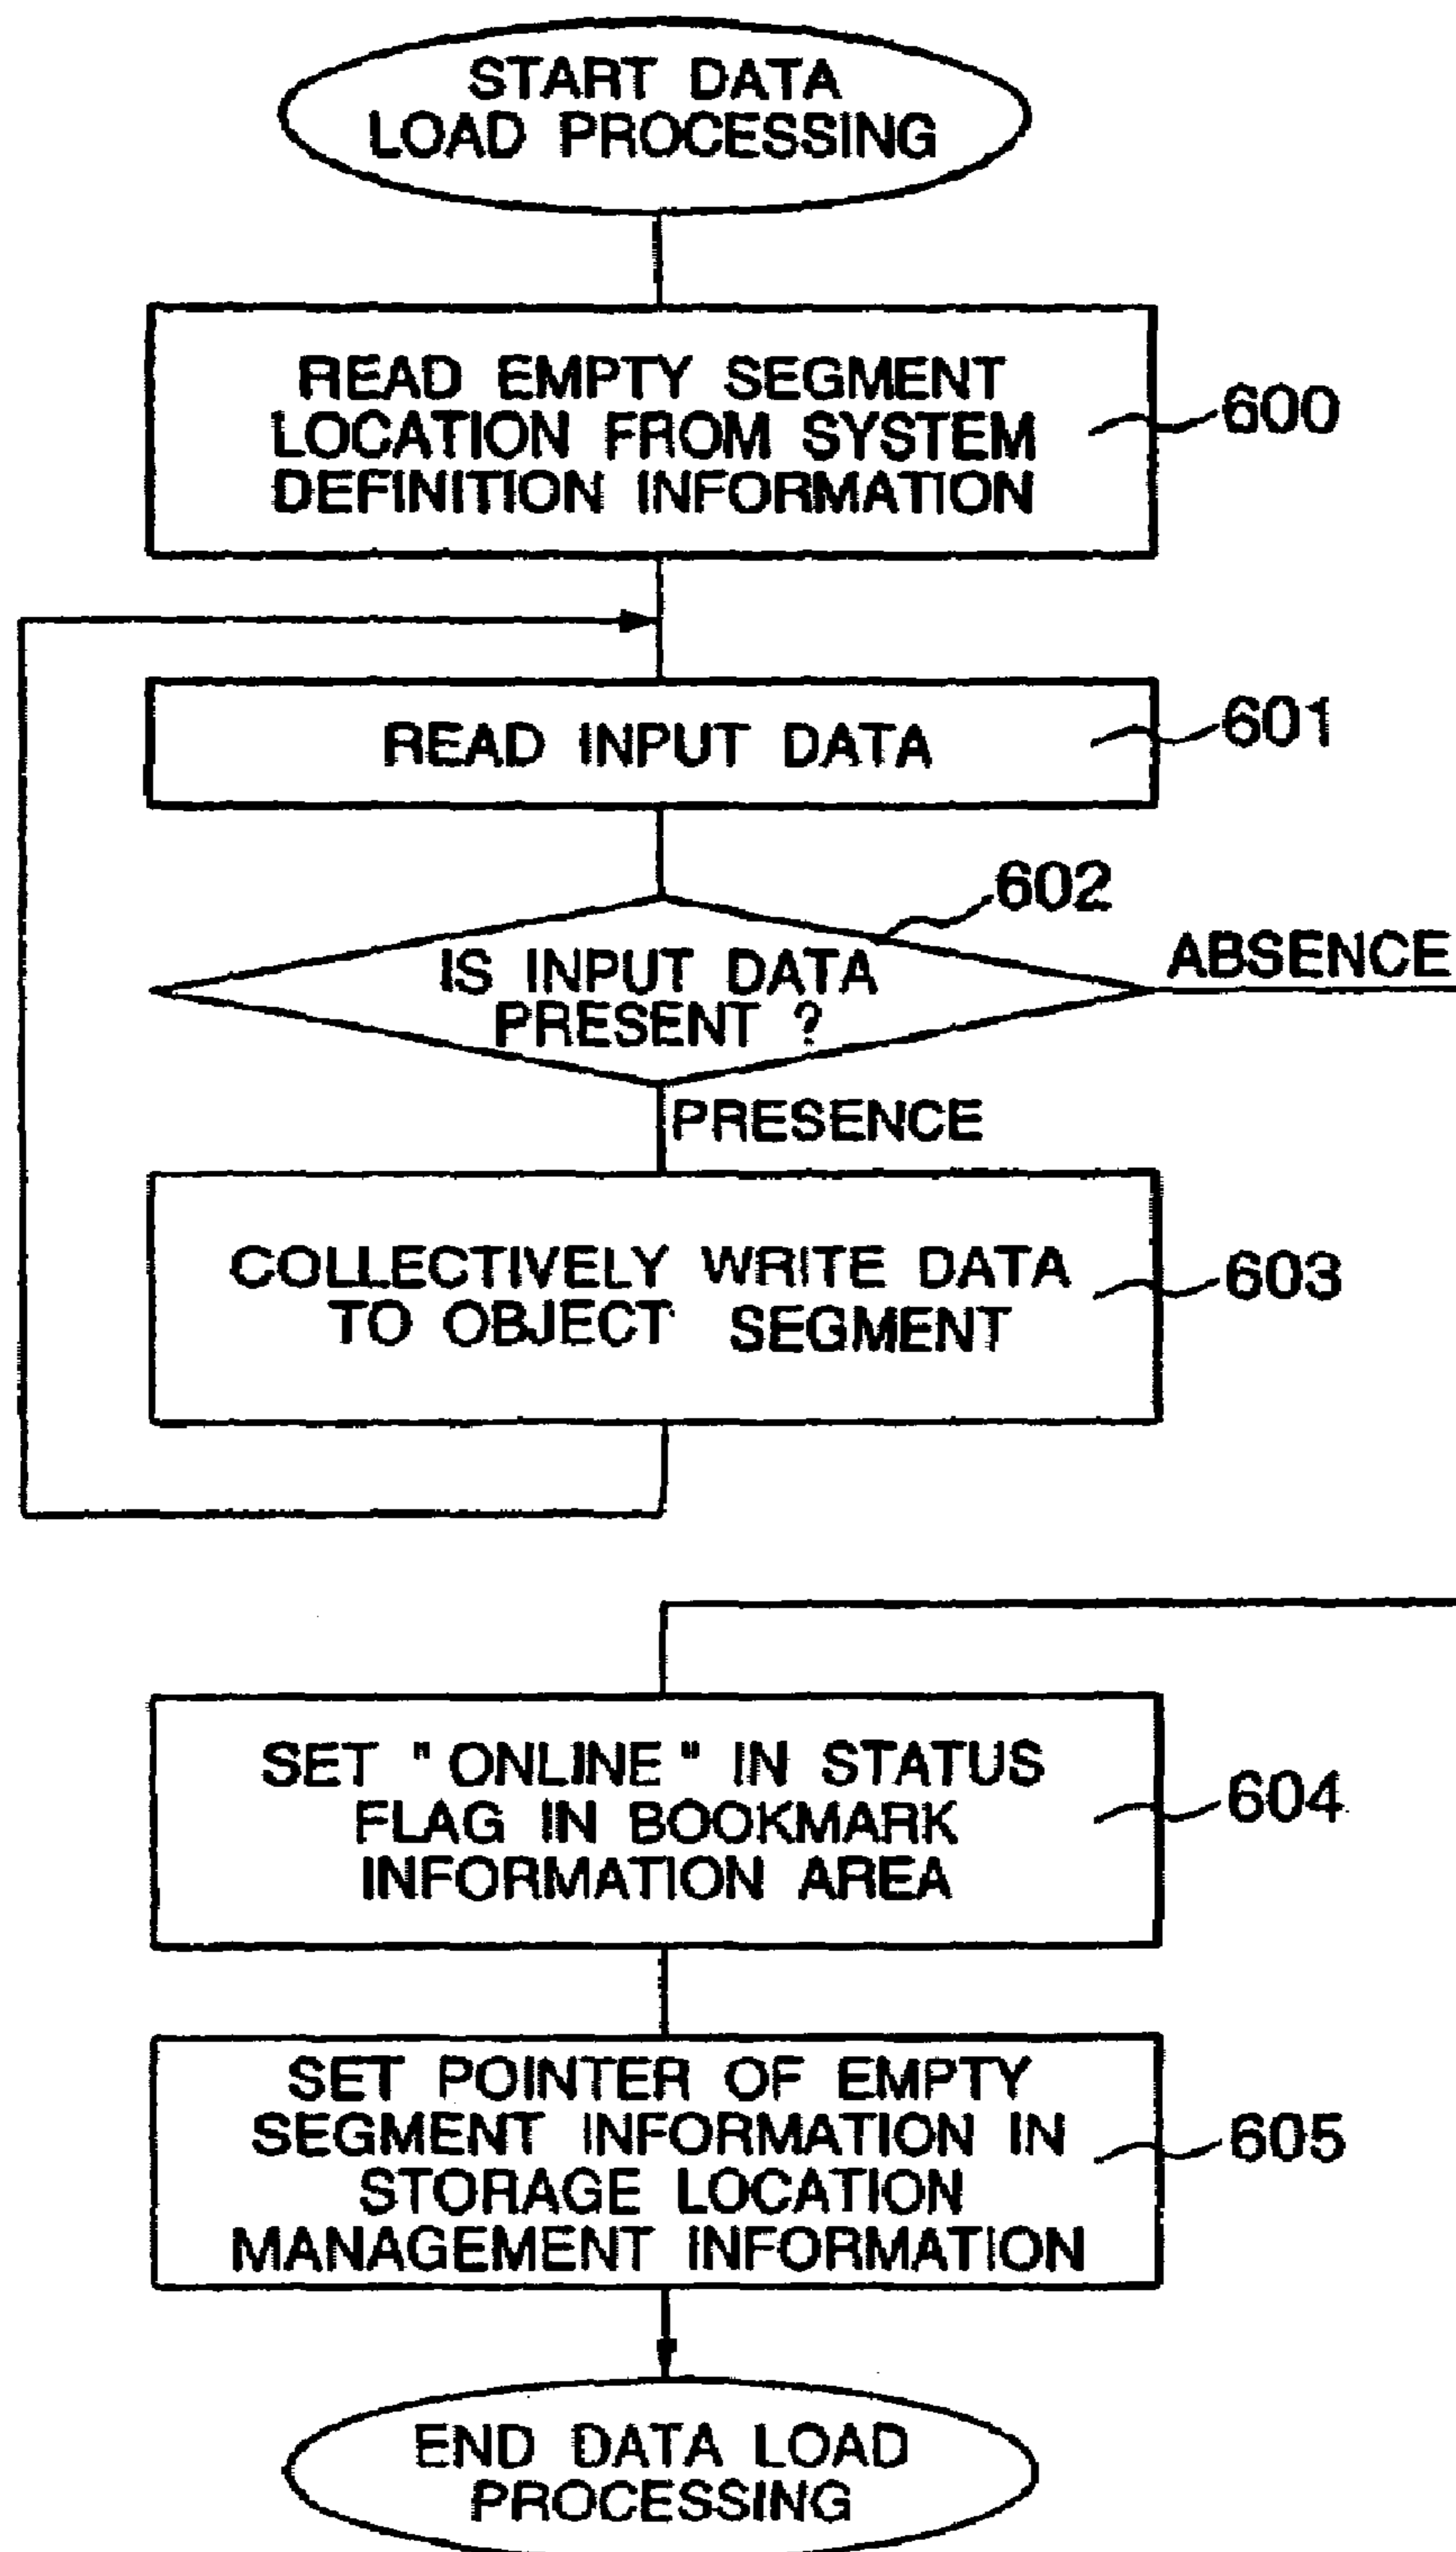 START DATA
LOAD PROCESSING
READ EMPTY SEGMENT
LOCATION FROM SYSTEM
DEFINITION INFORMATION
600
READ INPUT DATA
601
602
IS INPUT DATA
PRESENT ?
ABSENCE
PRESENCE
COLLECTIVELY WRITE DATA
TO OBJECT SEGMENT
603
SET "ONLINE" IN STATUS
FLAG IN BOOKMARK
INFORMATION AREA
604
SET POINTER OF EMPTY
SEGMENT INFORMATION IN
STORAGE LOCATION
MANAGEMENT INFORMATION
605
END DATA LOAD
PROCESSING